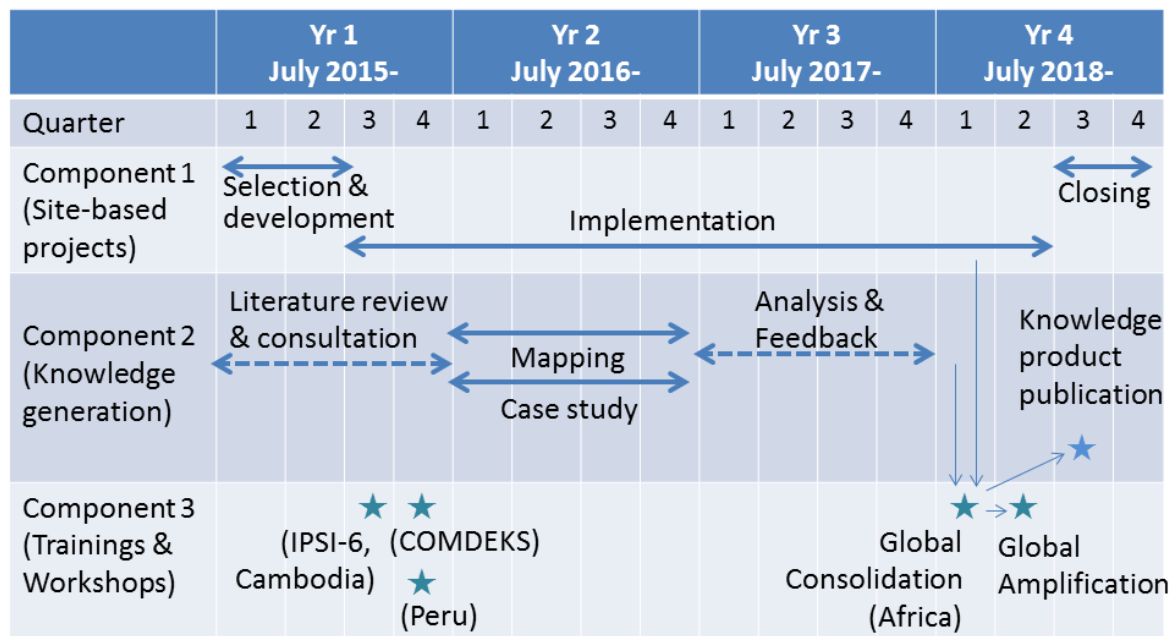 Yr 1
July 2015-
Yr 2
July 2016-
Yr 3
July 2017-
Yr 4
July 2018-
Quarter 1 2 3 4 1 2 3 4 1 2 3 4 1 2 3 4
Component 1
(Site-based
projects)
Selection &
development
Implementation
Closing
Component 2
(Knowledge
generation)
Literature review
& consultation
Mapping
Case study
Analysis &
Feedback
Knowledge
product
publication
Component 3
(Trainings &
Workshops)
(IPSI-6,
Cambodia)
(COMDEKS)
(Peru)
Global
Consolidation
(Africa)
Global
Amplification